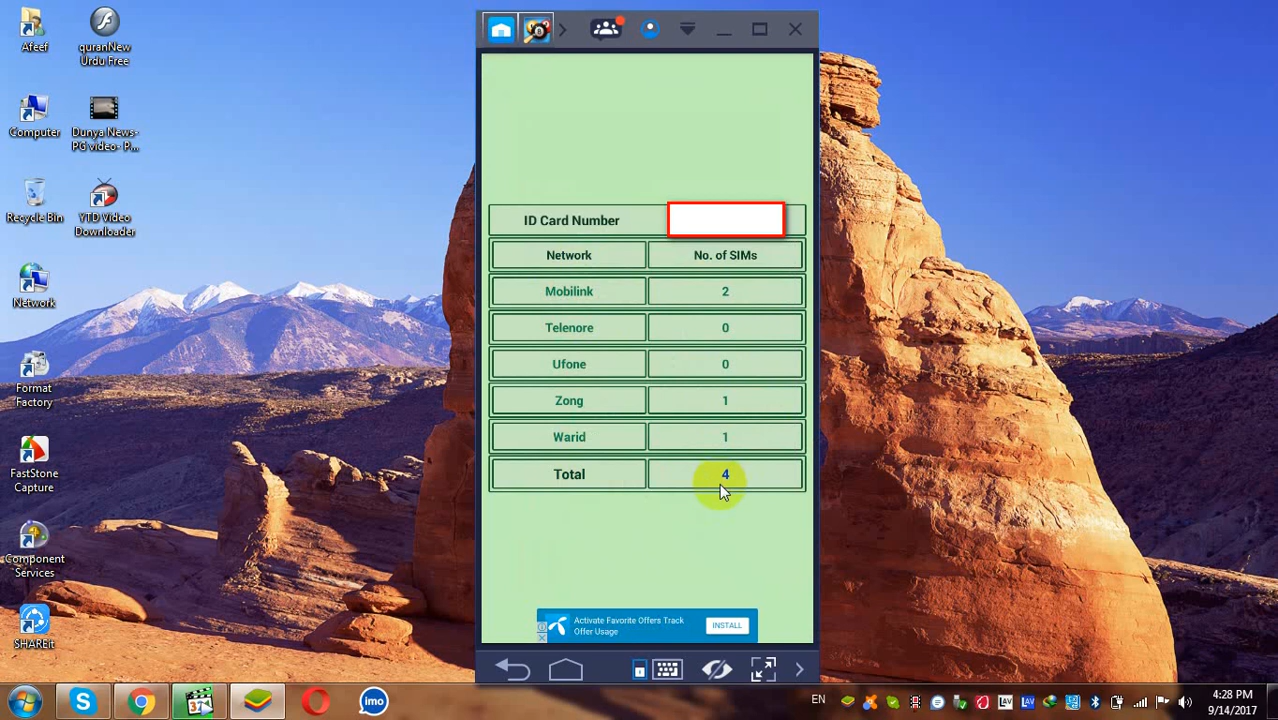 Afeef
quranNew
Urdu Free
Computer
Dunya News-
PG video- P...
Recycle Bin
YTD Video
Downloader
Network
Format
Factory
FastStone
Capture
Component
Services
SHAREit
ID Card Number
Network No. of SIMs
Mobilink 2
Telenore 0
Ufone 0
Zong 1
Warid 1
Total 4
Activate Favorite Offers Track
Offer Usage
INSTALL
imo
EN
LAV
LAV
4:28 PM
9/14/2017